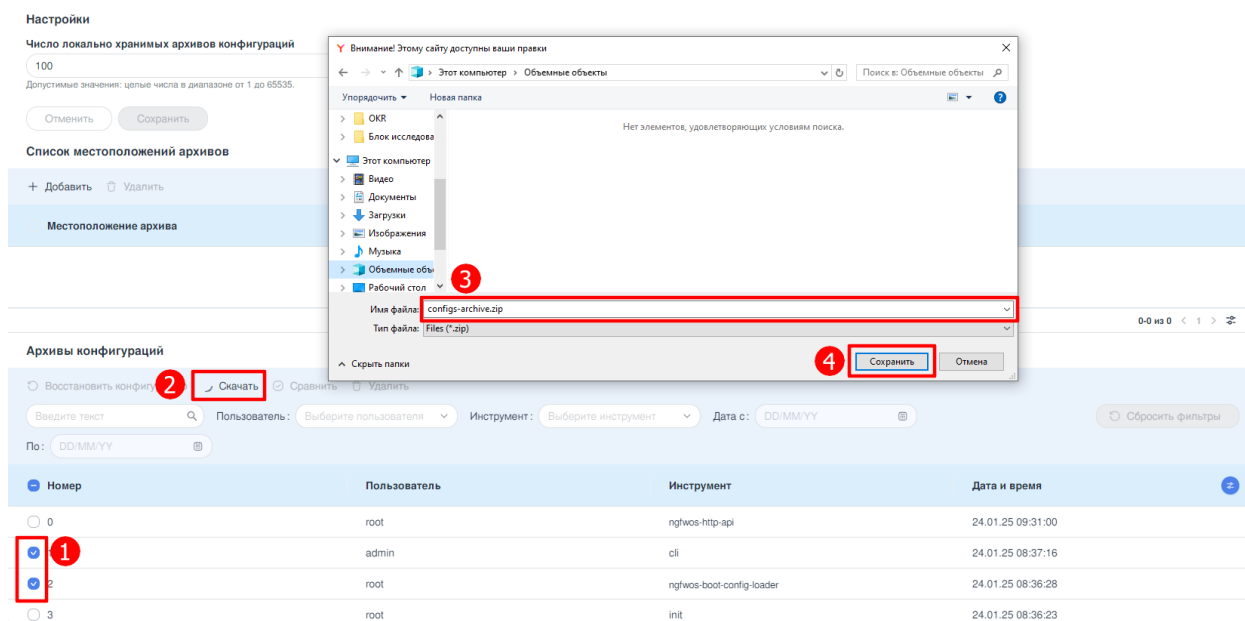 Настройки
Число локально хранимых архивов конфигураций
100
Допустимые значения: целые числа в диапазоне от 1 до 65535.
Отменить Сохранить
Список местоположений архивов
+ Добавить Удалить
Местоположение архива
Y Внимание! Этому сайту доступны ваши правки
Этот компьютер > Объемные объекты
Поиск в: Объемные объекты
Упорядочить Новая папка
OKR
Блок исследова
Этот компьютер
Видео
Документы
Загрузки
Изображения
Музыка
Объемные объ
Рабочий стол
Нет элементов, удовлетворяющих условиям поиска.
3
Имя файла: configs-archive.zip
Тип файла: Files (*.zip)
Скрыть папки
4 Сохранить Отмена
0-0 из 0 < 1 >
Архивы конфигураций
Восстановить конфигу 2 Скачать Сравнить Удалить
Введите текст Пользователь: Выберите пользователя Инструмент: Выберите инструмент Дата с: DD/MM/YY Сбросить фильтры
По: DD/MM/YY
Номер Пользователь Инструмент Дата и время
0 root ngfwos-http-api 24.01.25 09:31:00
1 admin cli 24.01.25 08:37:16
2 root ngfwos-boot-config-loader 24.01.25 08:36:28
3 root init 24.01.25 08:36:23